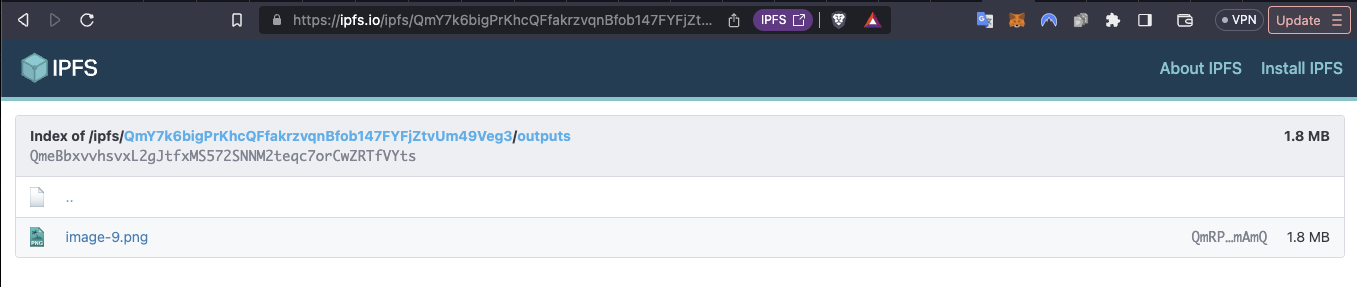 https://ipfs.io/ipfs/QmY7k6bigPrKhcQFfakrzvqnBfob147FYFjZt...
IPFS
VPN
Update
IPFS
About IPFS
Install IPFS
Index of /ipfs/QmY7k6bigPrKhcQFfakrzvqnBfob147FYFjZtvUm49Veg3/outputs
1.8 MB
QmeBbxvvhsvxL2gJtfxMS572SNNM2teqc7orCwZRTfVYts
..
image-9.png
QmRP…mAmQ
1.8 MB
PNG